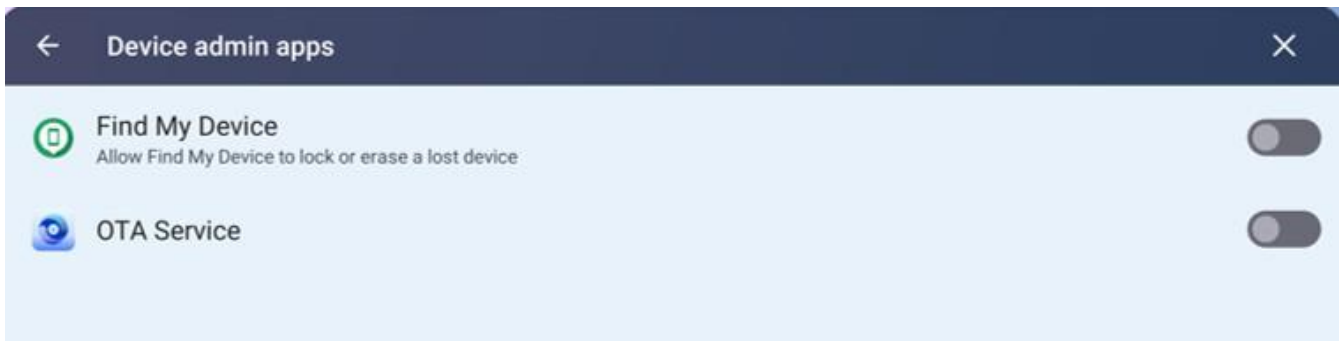 Device admin apps
Find My Device
Allow Find My Device to lock or erase a lost device
OTA Service